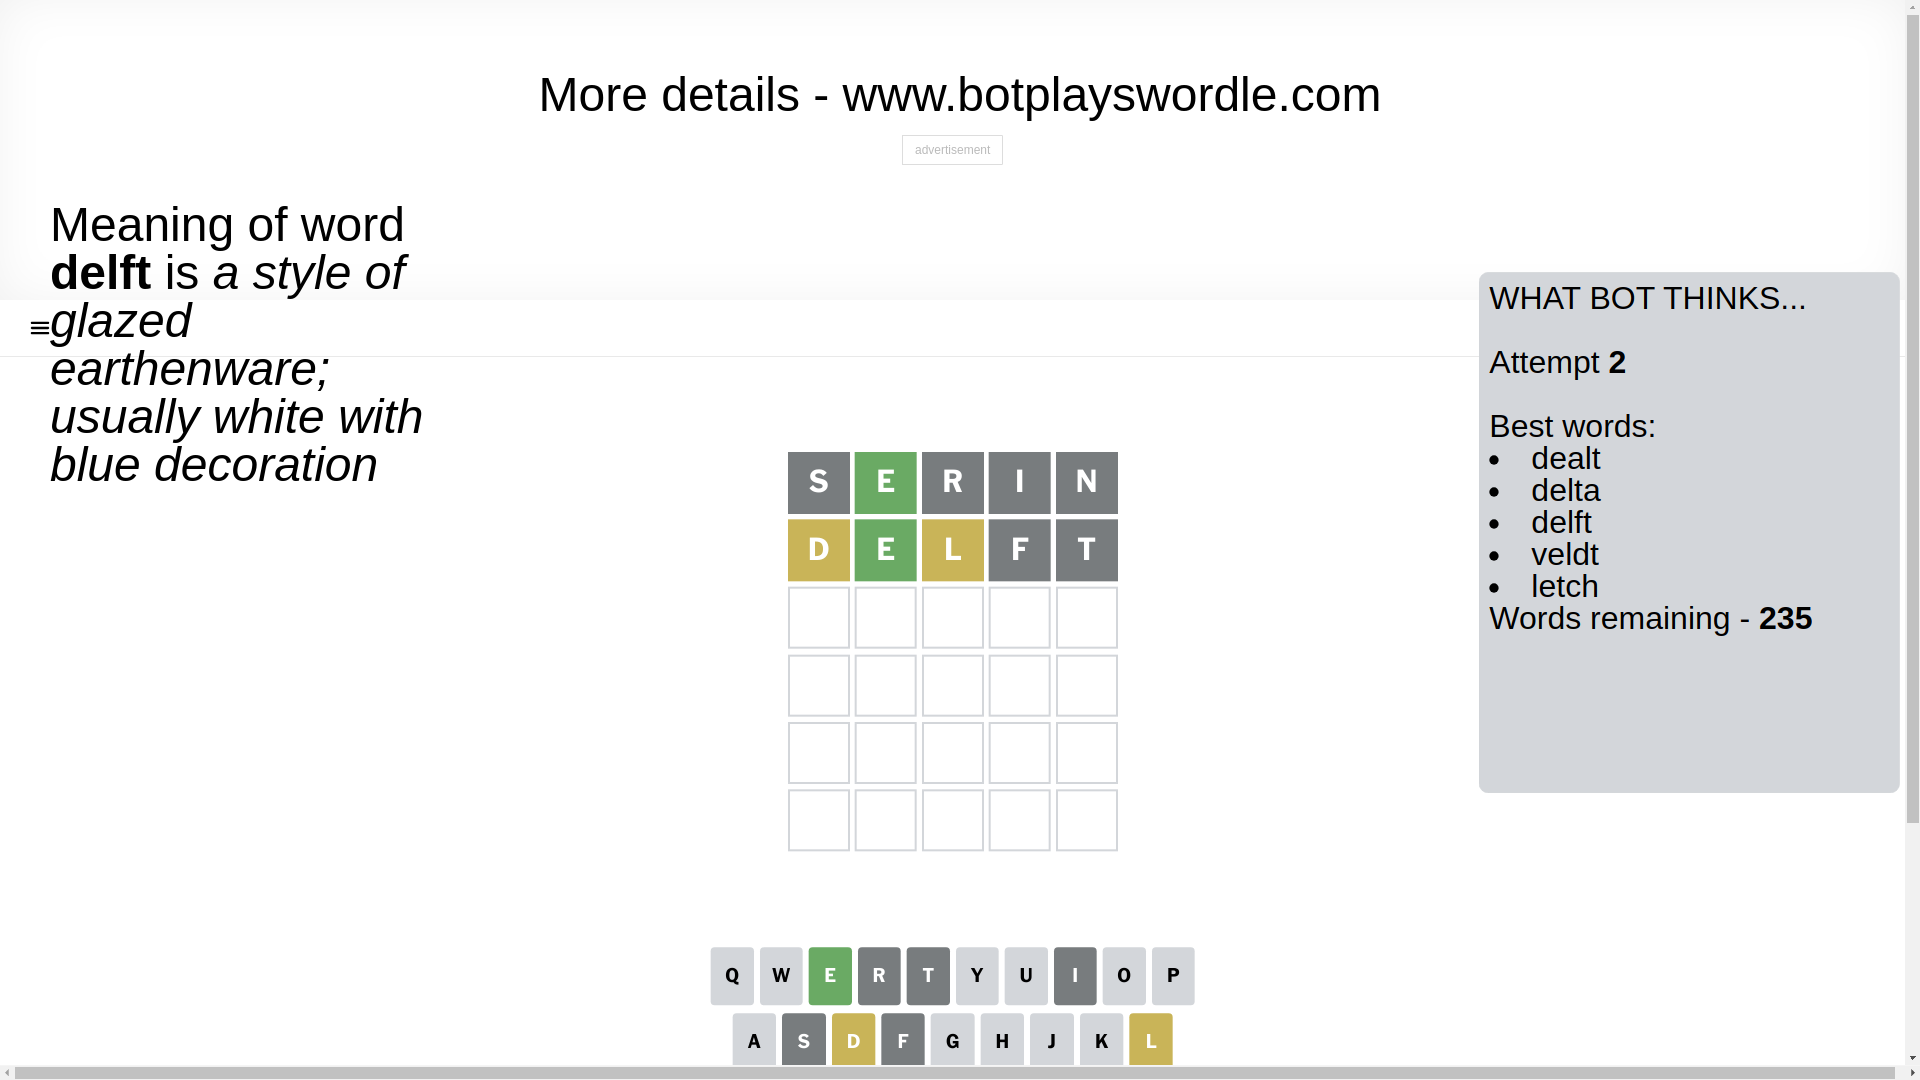 More details - www.botplayswordle.com
advertisement
Meaning of word
delft is a style of
glazed
earthenware;
usually white with
blue decoration
WHAT BOT THINKS...
Attempt 2
Best words:
• dealt
• delta
• delft
• veldt
• letch
Words remaining - 235
S E R I N
D E L F T
Q W E R T Y U I O P
A S D F G H J K L